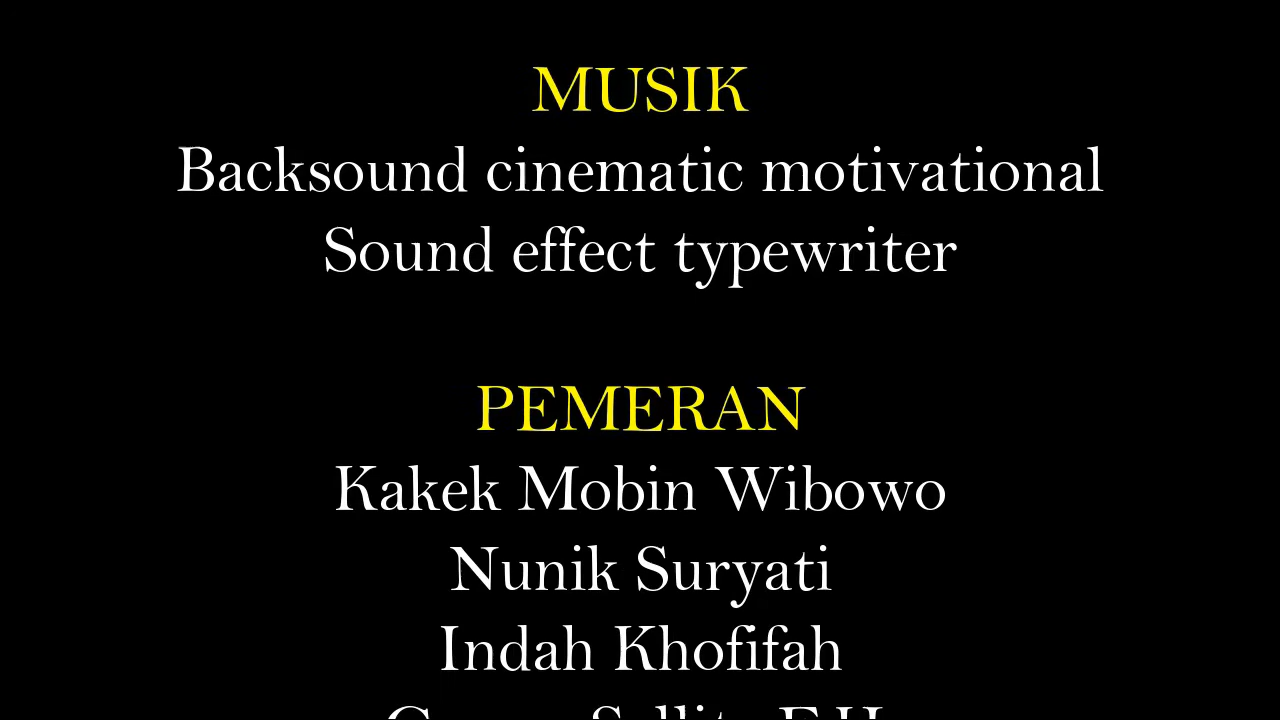 MUSIK
Backsound cinematic motivational
Sound effect typewriter
PEMERAN
Kakek Mobin Wibowo
Nunik Suryati
Indah Khofifah